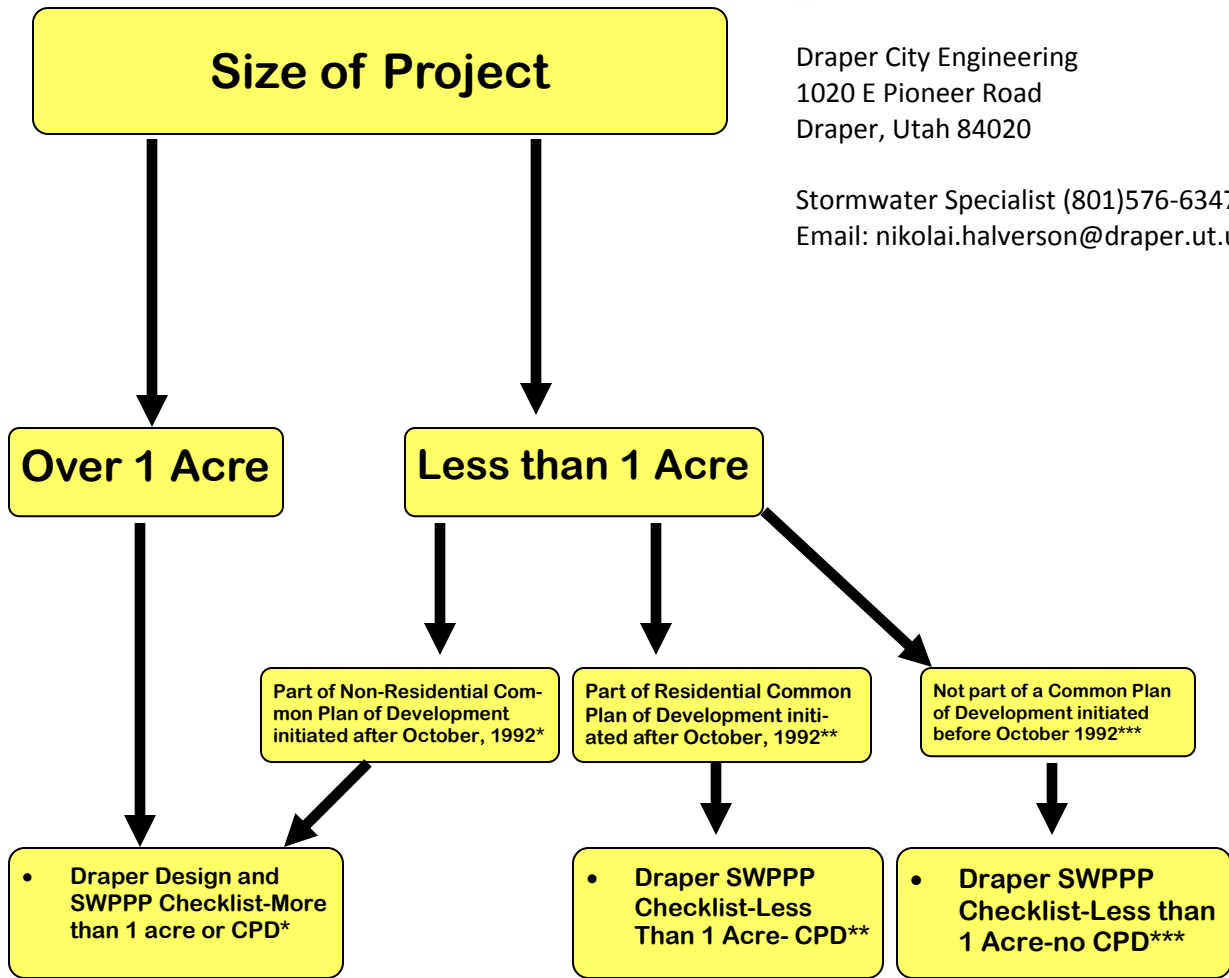 Size of Project
Draper City Engineering
1020 E Pioneer Road
Draper, Utah 84020
Stormwater Specialist (801)576-6347
Email: nikolai.halverson@draper.ut.u
Over 1 Acre
Less than 1 Acre
Part of Non-Residential Com-
mon Plan of Development
initiated after October, 1992*
Part of Residential Common
Plan of Development initi-
ated after October, 1992**
Not part of a Common Plan
of Development initiated
before October 1992***
• Draper Design and
SWPPP Checklist-More
than 1 acre or CPD*
• Draper SWPPP
Checklist-Less
Than 1 Acre- CPD**
• Draper SWPPP
Checklist-Less than
1 Acre-no CPD***